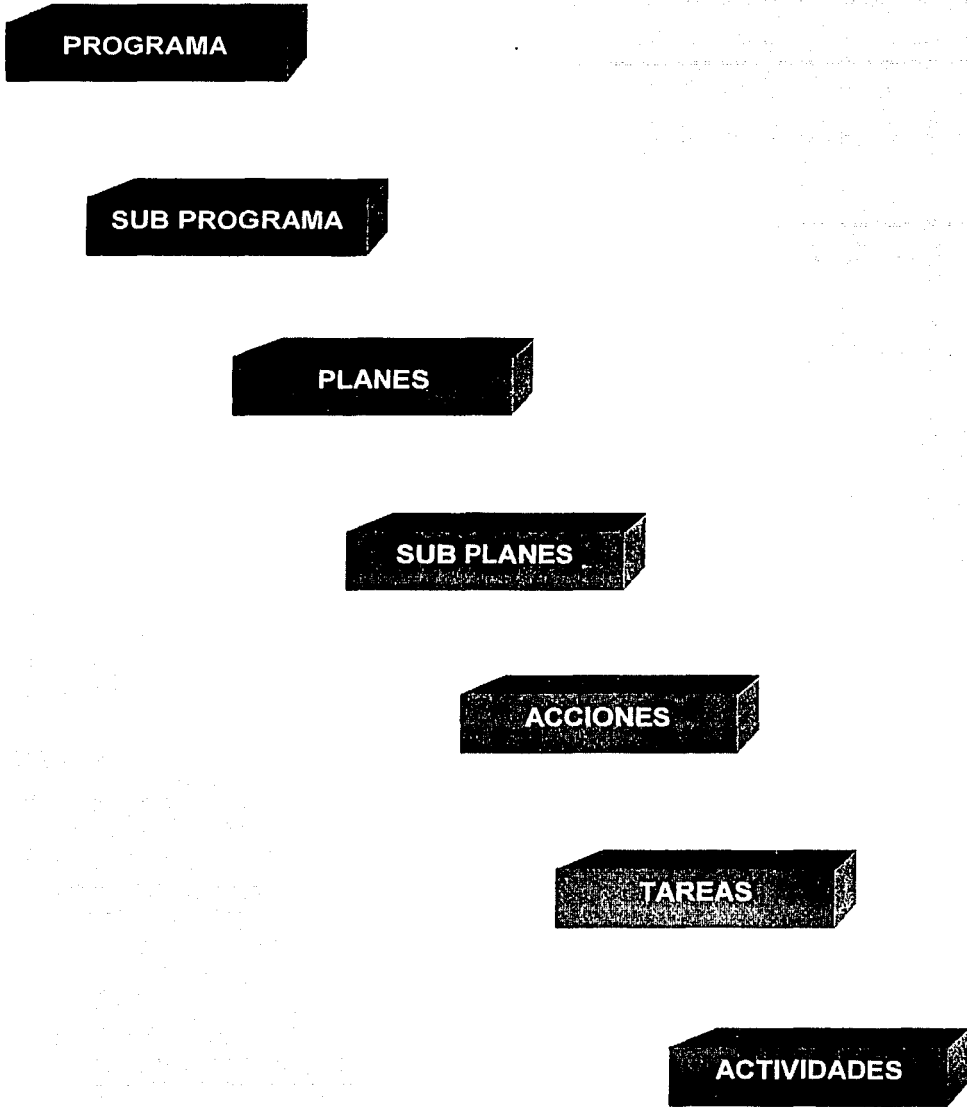 PROGRAMA
SUB PROGRAMA
PLANES
SUB PLANES
ACCIONES
TAREAS
ACTIVIDADES